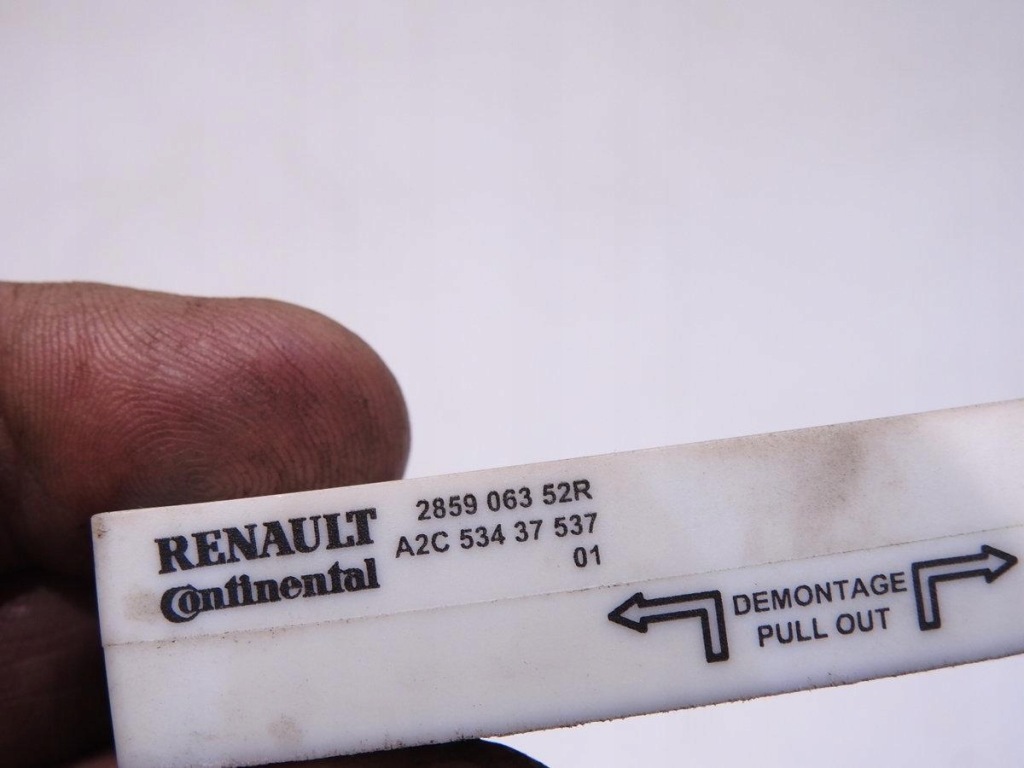 RENAULT
Continental
2859 063 52R
A2C 534 37 537
01
DEMONTAGE
PULL OUT